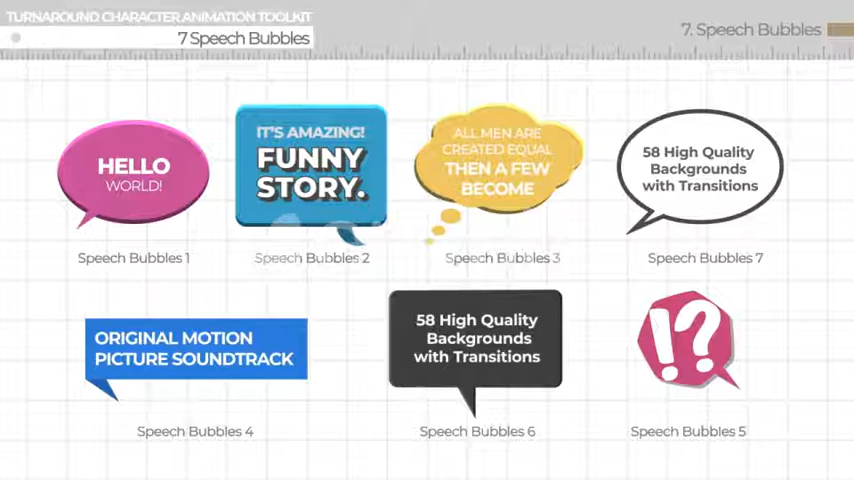 TURNAROUND CHARACTER ANIMATION TOOLKIT
7 Speech Bubbles
7. Speech Bubbles
HELLO
WORLD!
IT'S AMAZING!
FUNNY
STORY.
ALL MEN ARE
CREATED EQUAL
THEN A FEW
BECOME
58 High Quality
Backgrounds
with Transitions
Speech Bubbles 1
Speech Bubbles 2
Speech Bubbles 3
Speech Bubbles 7
ORIGINAL MOTION
PICTURE SOUNDTRACK
58 High Quality
Backgrounds
with Transitions
!?
Speech Bubbles 4
Speech Bubbles 6
Speech Bubbles 5